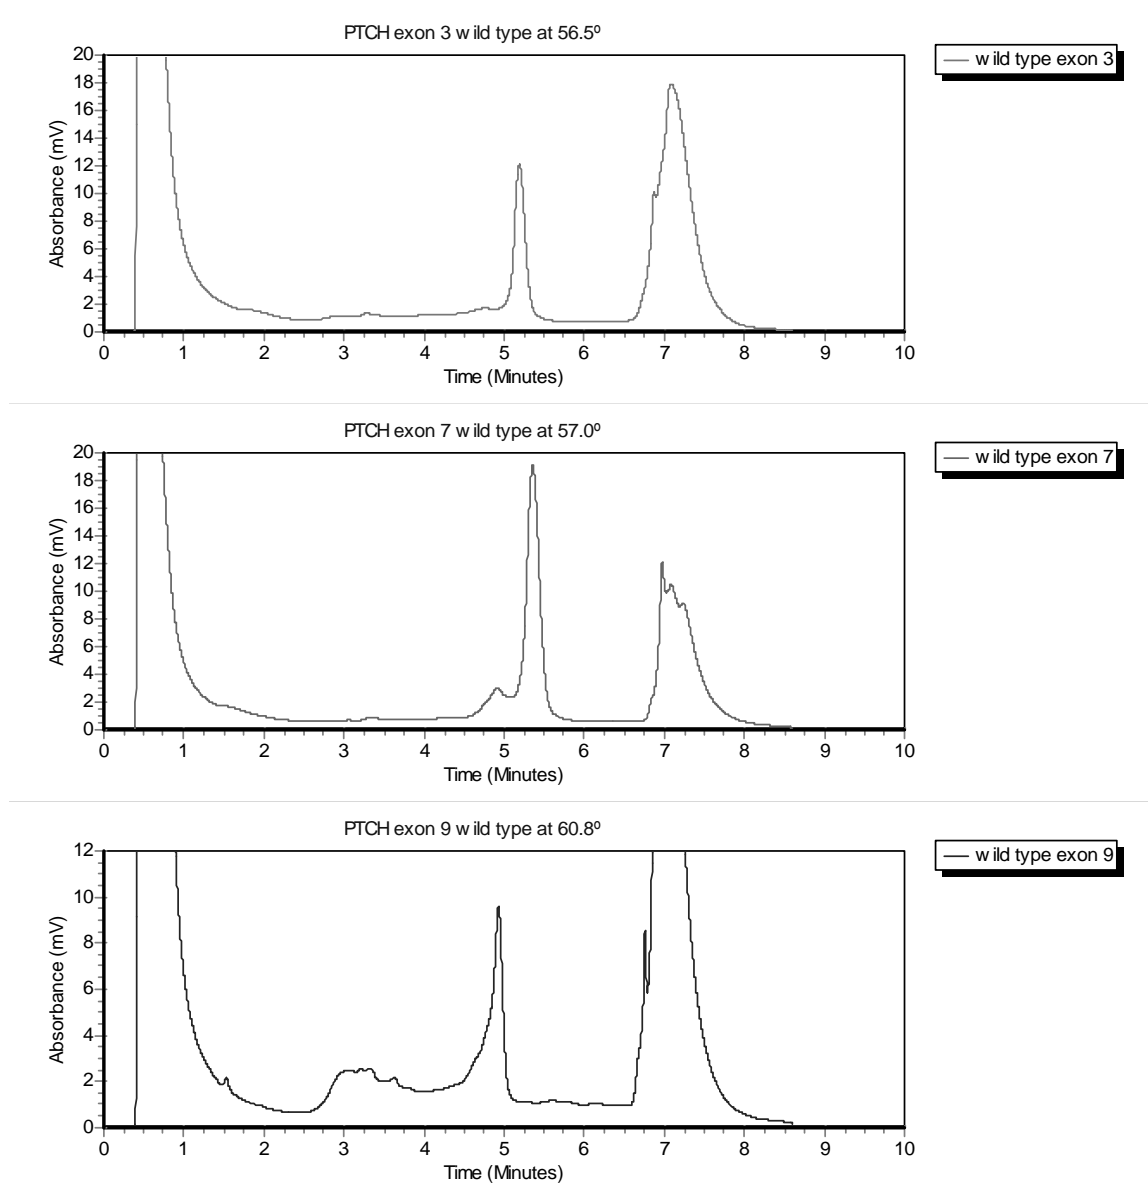 PTCH exon 3 wild type at 56.5º
wild type exon 3
Absorbance (mV)
20
18
16
14
12
10
8
6
4
2
0
0 1 2 3 4 5 6 7 8 9 10
Time (Minutes)
PTCH exon 7 wild type at 57.0º
wild type exon 7
Absorbance (mV)
20
18
16
14
12
10
8
6
4
2
0
0 1 2 3 4 5 6 7 8 9 10
Time (Minutes)
PTCH exon 9 wild type at 60.8º
wild type exon 9
Absorbance (mV)
12
10
8
6
4
2
0
0 1 2 3 4 5 6 7 8 9 10
Time (Minutes)